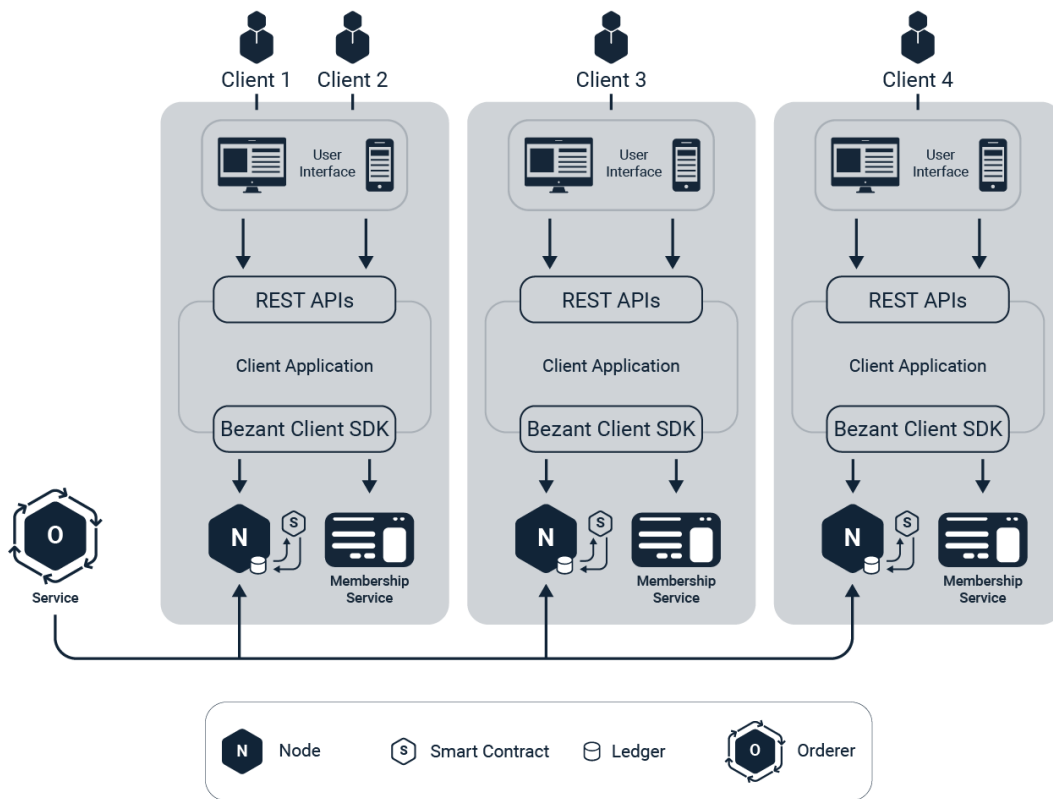 Client 1
Client 2
Client 3
Client 4
User
Interface
User
Interface
User
Interface
REST APIs
REST APIs
REST APIs
Client Application
Client Application
Client Application
Bezant Client SDK
Bezant Client SDK
Bezant Client SDK
O
Service
N
S
Membership
Service
N
S
Membership
Service
N
S
Membership
Service
N
Node
S
Smart Contract
Ledger
O
Orderer